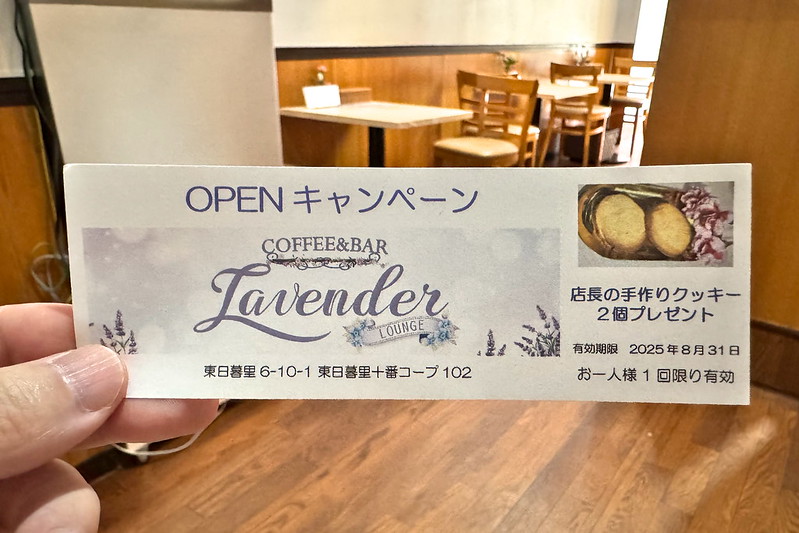 OPEN キャンペーン
COFFEE&BAR
Lavender
LOUNGE
東日暮里 6-10-1 東日暮里十番コープ 102
店長の手作りクッキー
２個プレゼント
有効期限 2025年8月31日
お一人様 1 回限り有効